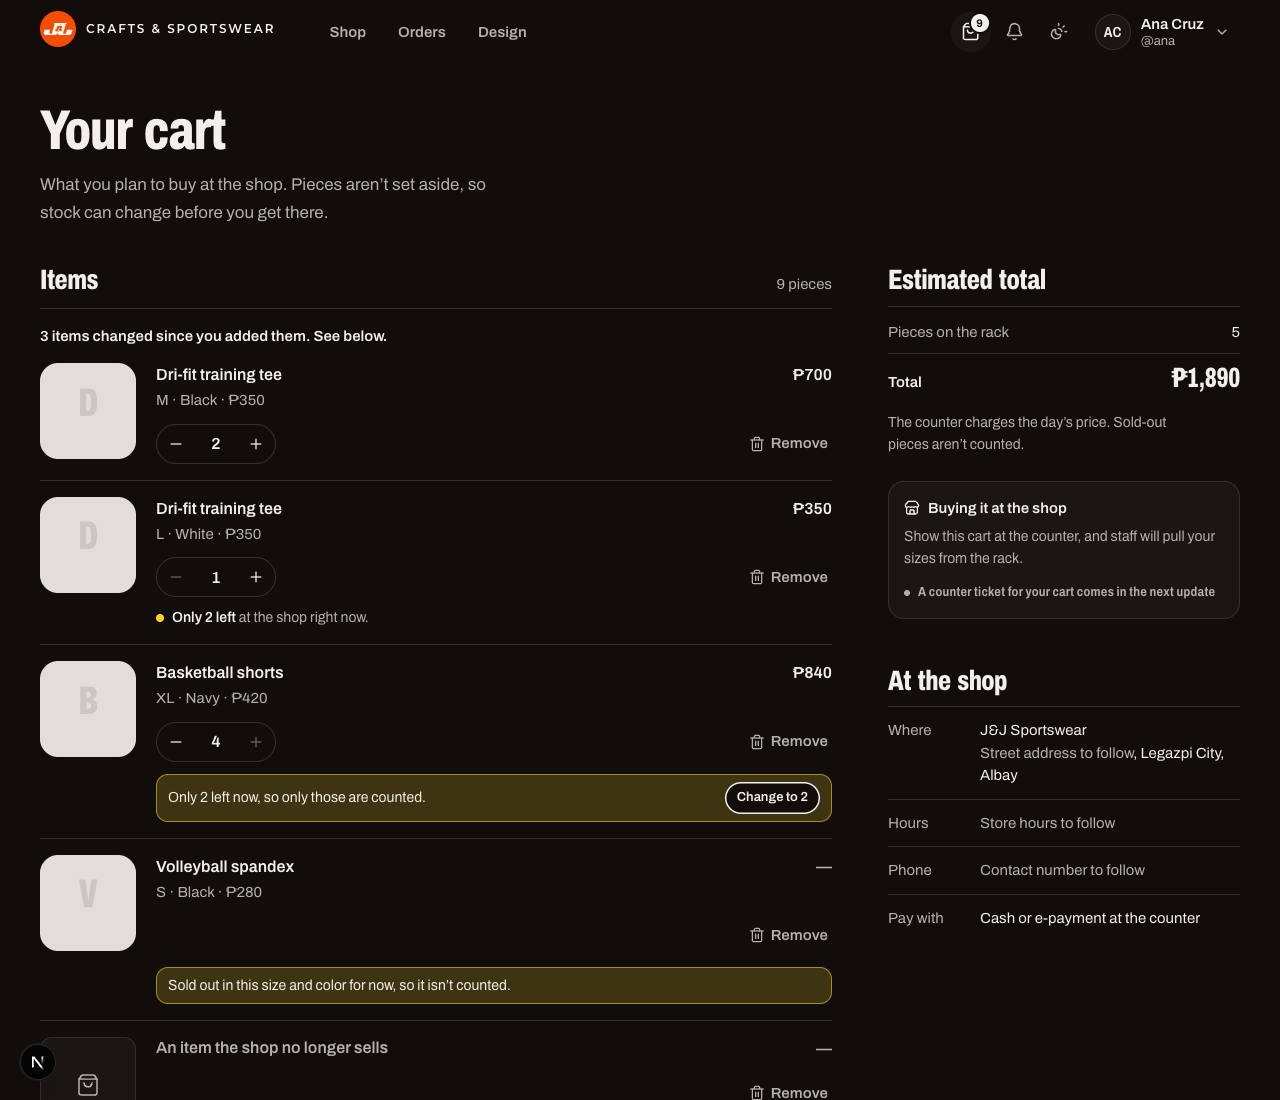 J&J
CRAFTS & SPORTSWEAR
Shop
Orders
Design
9
AC
Ana Cruz
@ana
Your cart
What you plan to buy at the shop. Pieces aren’t set aside, so
stock can change before you get there.
Items
9 pieces
3 items changed since you added them. See below.
D
Dri-fit training tee
₱700
M · Black · ₱350
− 2 +
Remove
D
Dri-fit training tee
₱350
L · White · ₱350
− 1 +
Remove
Only 2 left at the shop right now.
B
Basketball shorts
₱840
XL · Navy · ₱420
− 4 +
Remove
Only 2 left now, so only those are counted.
Change to 2
V
Volleyball spandex
—
S · Black · ₱280
Remove
Sold out in this size and color for now, so it isn’t counted.
An item the shop no longer sells
—
Remove
N
Estimated total
Pieces on the rack
5
Total
₱1,890
The counter charges the day’s price. Sold-out
pieces aren’t counted.
Buying it at the shop
Show this cart at the counter, and staff will pull your
sizes from the rack.
A counter ticket for your cart comes in the next update
At the shop
Where
J&J Sportswear
Street address to follow, Legazpi City,
Albay
Hours
Store hours to follow
Phone
Contact number to follow
Pay with
Cash or e-payment at the counter